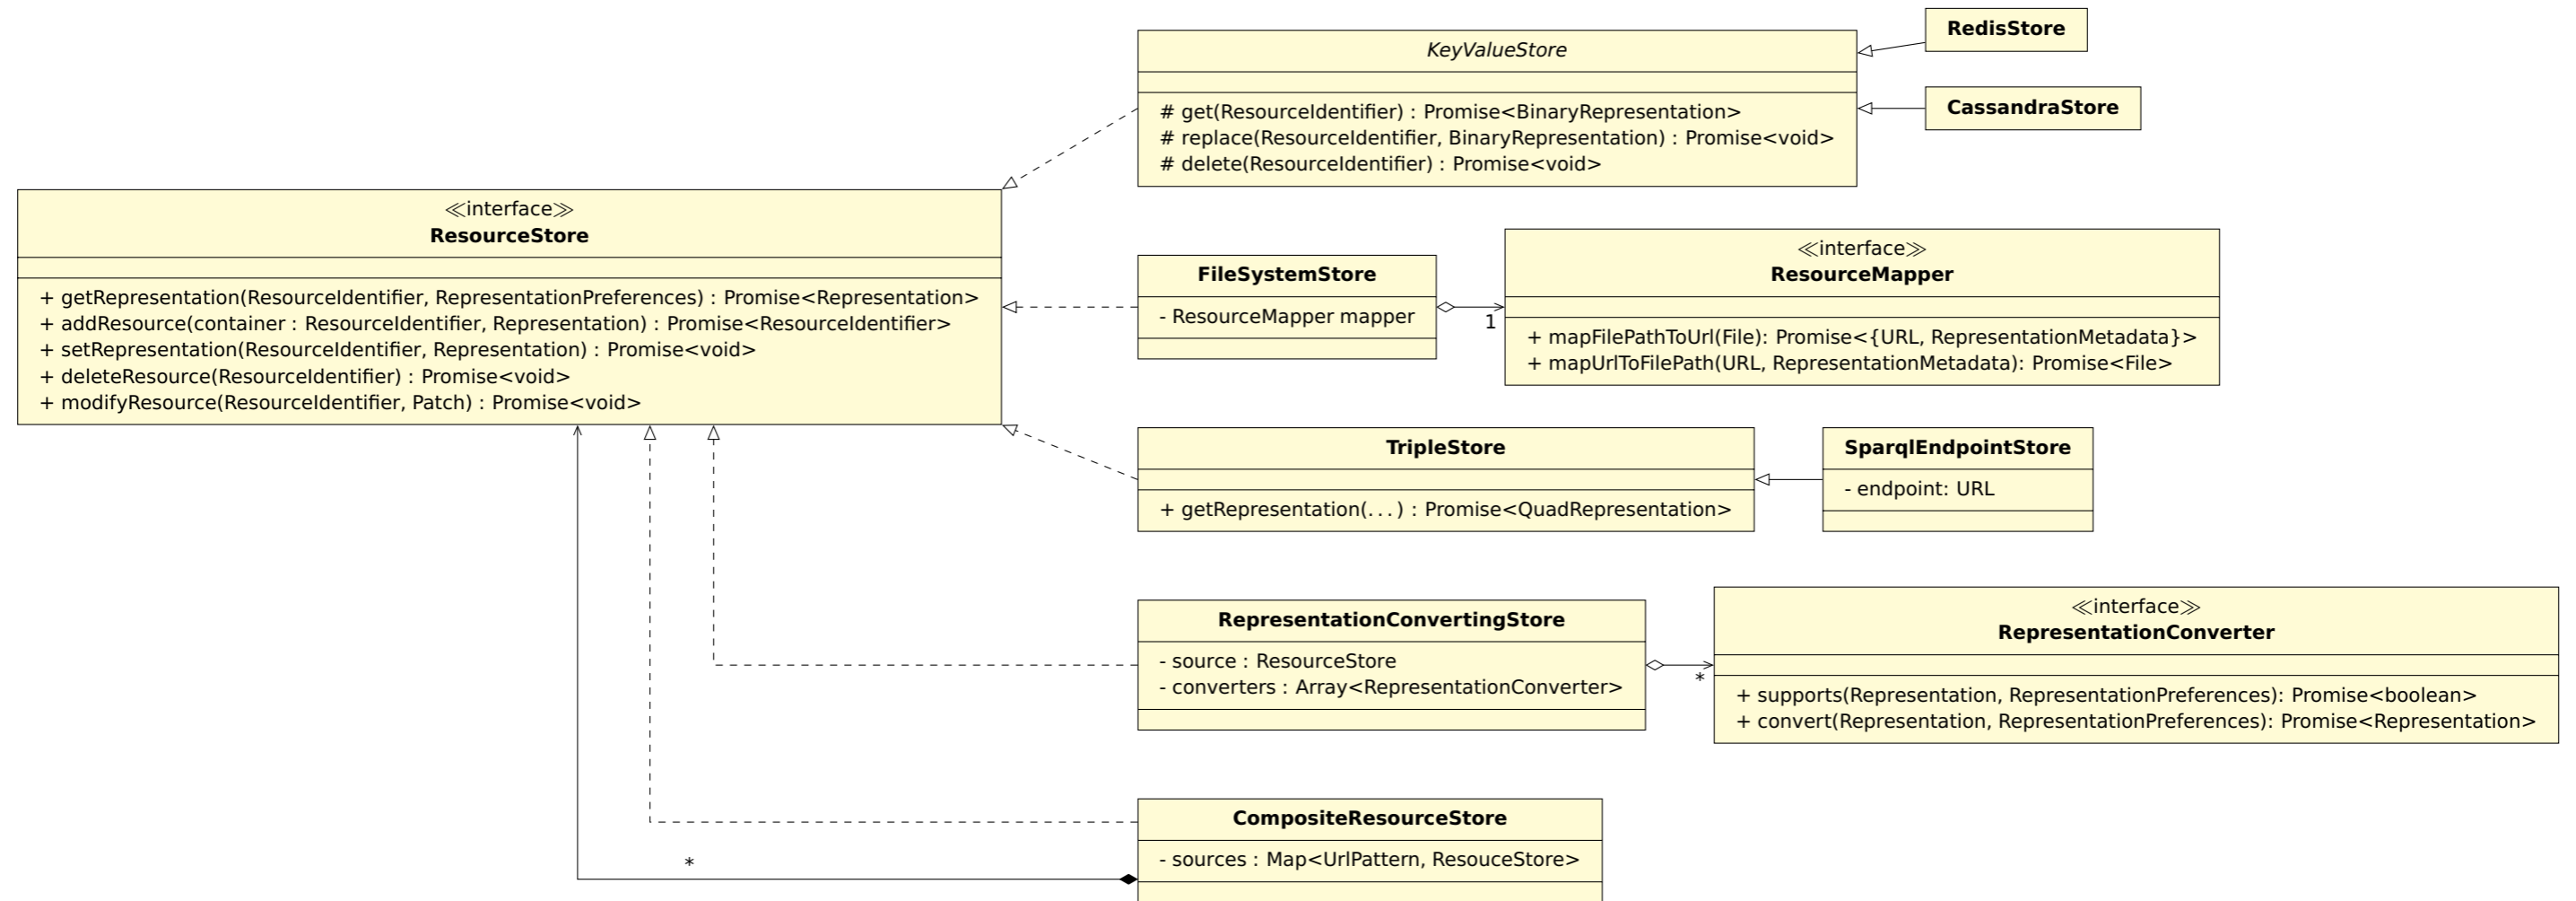 RedisStore
KeyValueStore
# get(ResourceIdentifier) : Promise<BinaryRepresentation>
# replace(ResourceIdentifier, BinaryRepresentation) : Promise<void>
# delete(ResourceIdentifier) : Promise<void>
CassandraStore
≪interface≫
ResourceStore
+ getRepresentation(ResourceIdentifier, RepresentationPreferences) : Promise<Representation>
+ addResource(container : ResourceIdentifier, Representation) : Promise<ResourceIdentifier>
+ setRepresentation(ResourceIdentifier, Representation) : Promise<void>
+ deleteResource(ResourceIdentifier) : Promise<void>
+ modifyResource(ResourceIdentifier, Patch) : Promise<void>
FileSystemStore
- ResourceMapper mapper
1
≪interface≫
ResourceMapper
+ mapFilePathToUrl(File): Promise<{URL, RepresentationMetadata}>
+ mapUrlToFilePath(URL, RepresentationMetadata): Promise<File>
TripleStore
+ getRepresentation(...) : Promise<QuadRepresentation>
SparqlEndpointStore
- endpoint: URL
RepresentationConvertingStore
- source : ResourceStore
- converters : Array<RepresentationConverter>
*
≪interface≫
RepresentationConverter
+ supports(Representation, RepresentationPreferences): Promise<boolean>
+ convert(Representation, RepresentationPreferences): Promise<Representation>
CompositeResourceStore
- sources : Map<UrlPattern, ResouceStore>
*